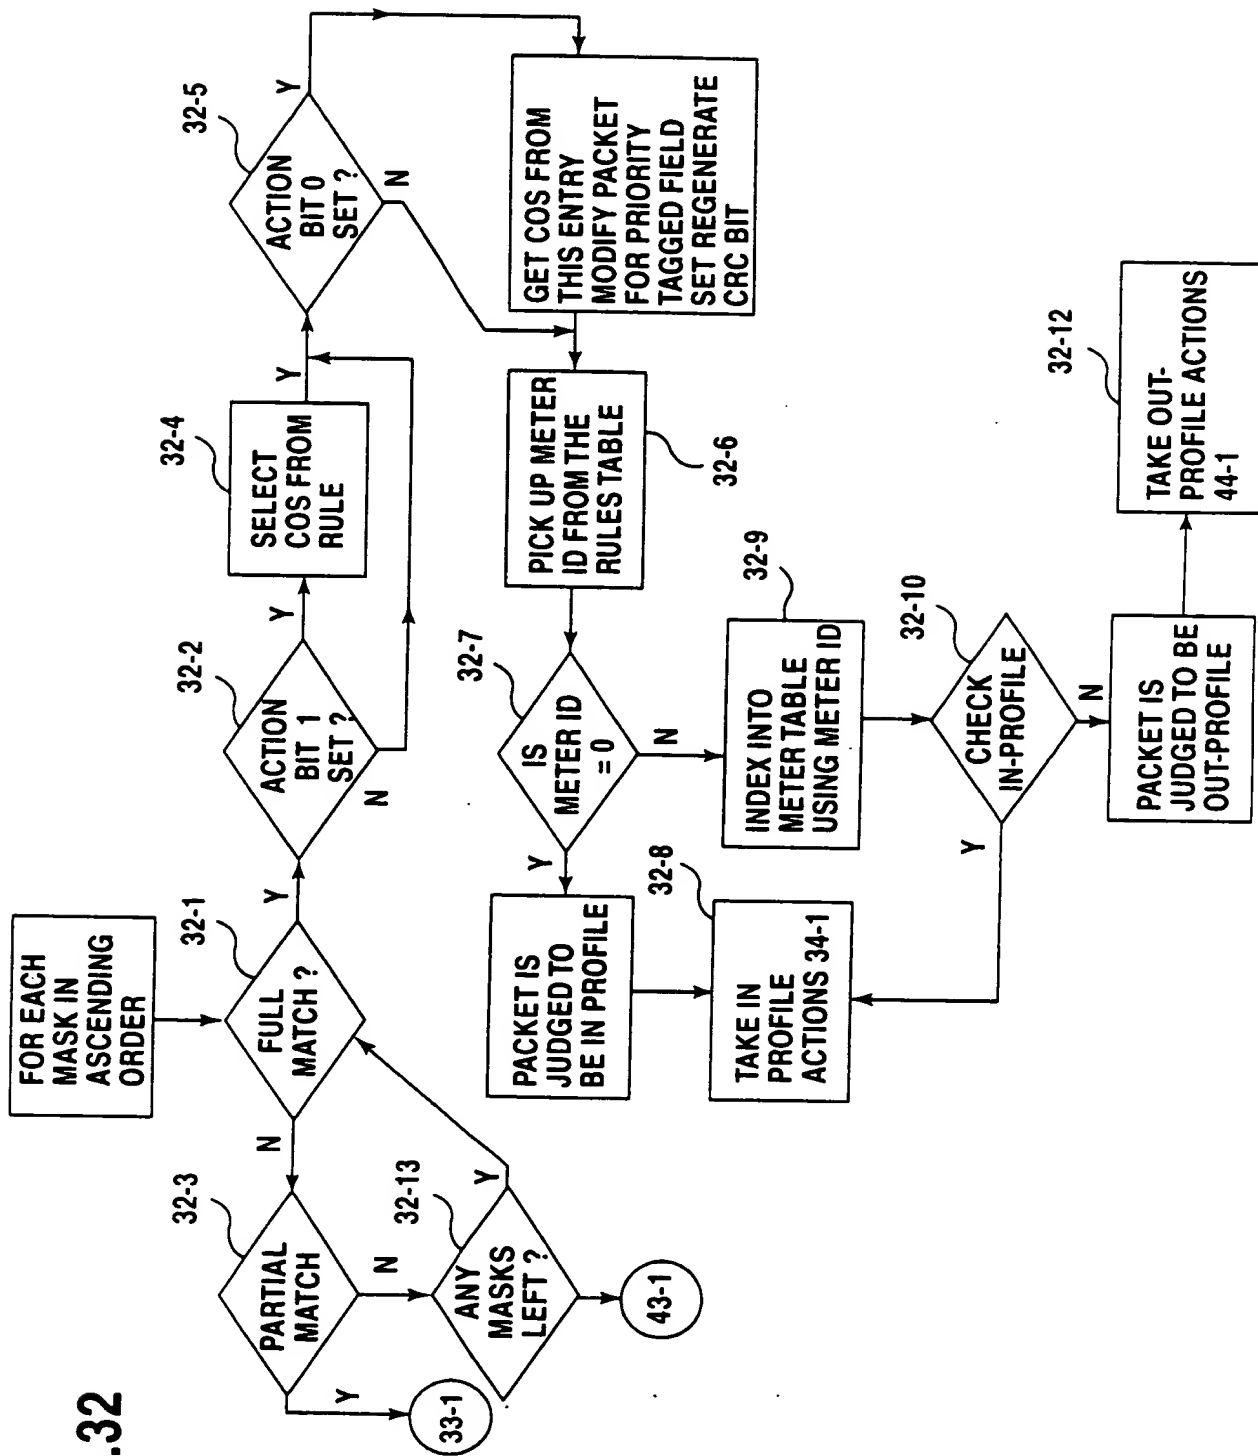 FOR EACH
MASK IN
ASCENDING
ORDER
32-1
FULL
MATCH ?
Y
N
32-2
ACTION
BIT 1
SET ?
Y
N
32-4
SELECT
COS FROM
RULE
Y
32-5
ACTION
BIT 0
SET ?
Y
N
GET COS FROM
THIS ENTRY
MODIFY PACKET
FOR PRIORITY
TAGGED FIELD
SET REGENERATE
CRC BIT
32-3
PARTIAL
MATCH
Y
N
33-1
32-13
ANY
MASKS
LEFT ?
Y
43-1
PICK UP METER
ID FROM THE
RULES TABLE
32-6
32-7
IS
METER ID
= 0
Y
N
PACKET IS
JUDGED TO
BE IN PROFILE
32-8
TAKE IN
PROFILE
ACTIONS 34-1
32-9
INDEX INTO
METER TABLE
USING METER ID
32-10
CHECK
IN-PROFILE
Y
N
PACKET IS
JUDGED TO BE
OUT-PROFILE
32-12
TAKE OUT-
PROFILE ACTIONS
44-1
.32